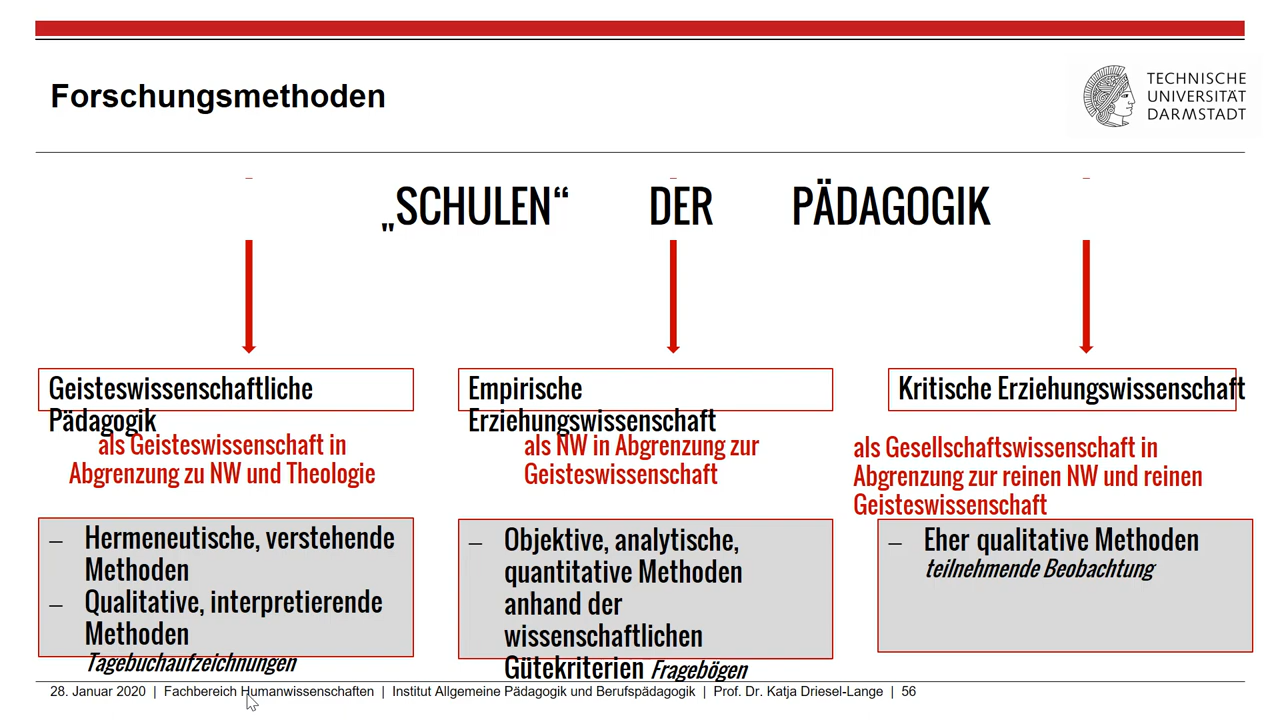 Forschungsmethoden
TECHNISCHE
UNIVERSITÄT
DARMSTADT
„SCHULEN“ DER PÄDAGOGIK
Geisteswissenschaftliche
Pädagogik
als Geisteswissenschaft in
Abgrenzung zu NW und Theologie
– Hermeneutische, verstehende
Methoden
– Qualitative, interpretierende
Methoden
Tagebuchaufzeichnungen
Empirische
Erziehungswissenschaft
als NW in Abgrenzung zur
Geisteswissenschaft
– Objektive, analytische,
quantitative Methoden
anhand der
wissenschaftlichen
Gütekriterien Fragebögen
Kritische Erziehungswissenschaft
als Gesellschaftswissenschaft in
Abgrenzung zur reinen NW und reinen
Geisteswissenschaft
– Eher qualitative Methoden
teilnehmende Beobachtung
28. Januar 2020 | Fachbereich Humanwissenschaften | Institut Allgemeine Pädagogik und Berufspädagogik | Prof. Dr. Katja Driesel-Lange | 56